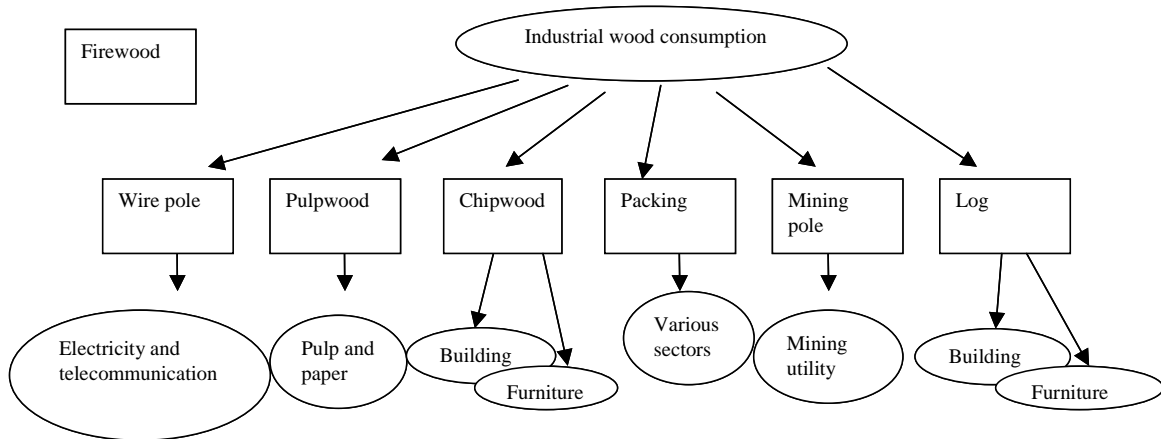 Industrial wood consumption
Firewood
Wire pole
Pulpwood
Chipwood
Packing
Mining
pole
Log
Electricity and
telecommunication
Pulp and
paper
Building
Furniture
Various
sectors
Mining
utility
Building
Furniture